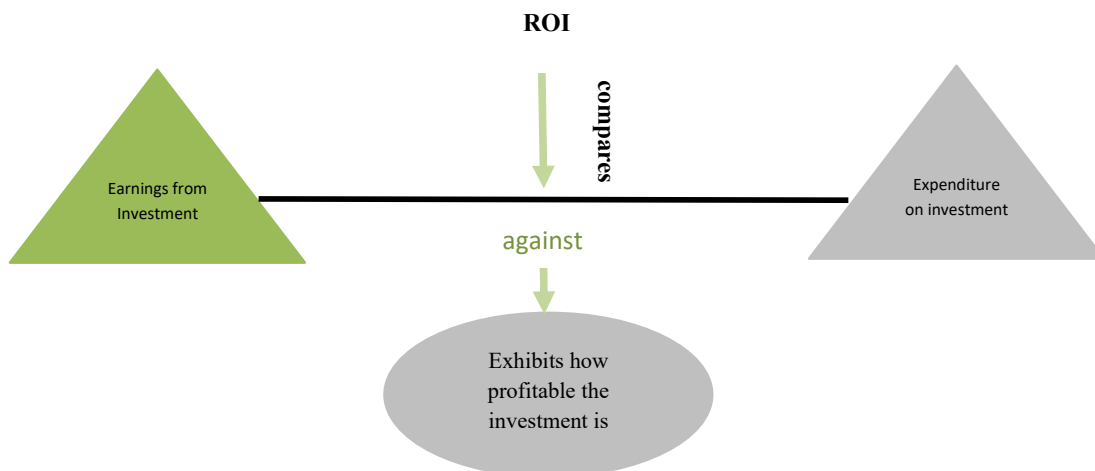 ROI
compares
Earnings from
Investment
Expenditure
on investment
against
Exhibits how
profitable the
investment is